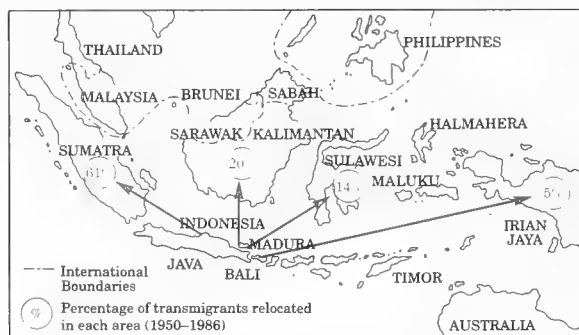 THAILAND
PHILIPPINES
MALAYSIA
BRUNEI
SABAH
SARAWAK
KALIMANTAN
HALMAHERA
SUMATRA
SULAWESI
20
14
MALUKU
INDONESIA
MADURA
IRIAN
JAYA
JAVA
BALI
TIMOR
AUSTRALIA
International
Boundaries
%
Percentage of transmigrants relocated
in each area (1950–1986)